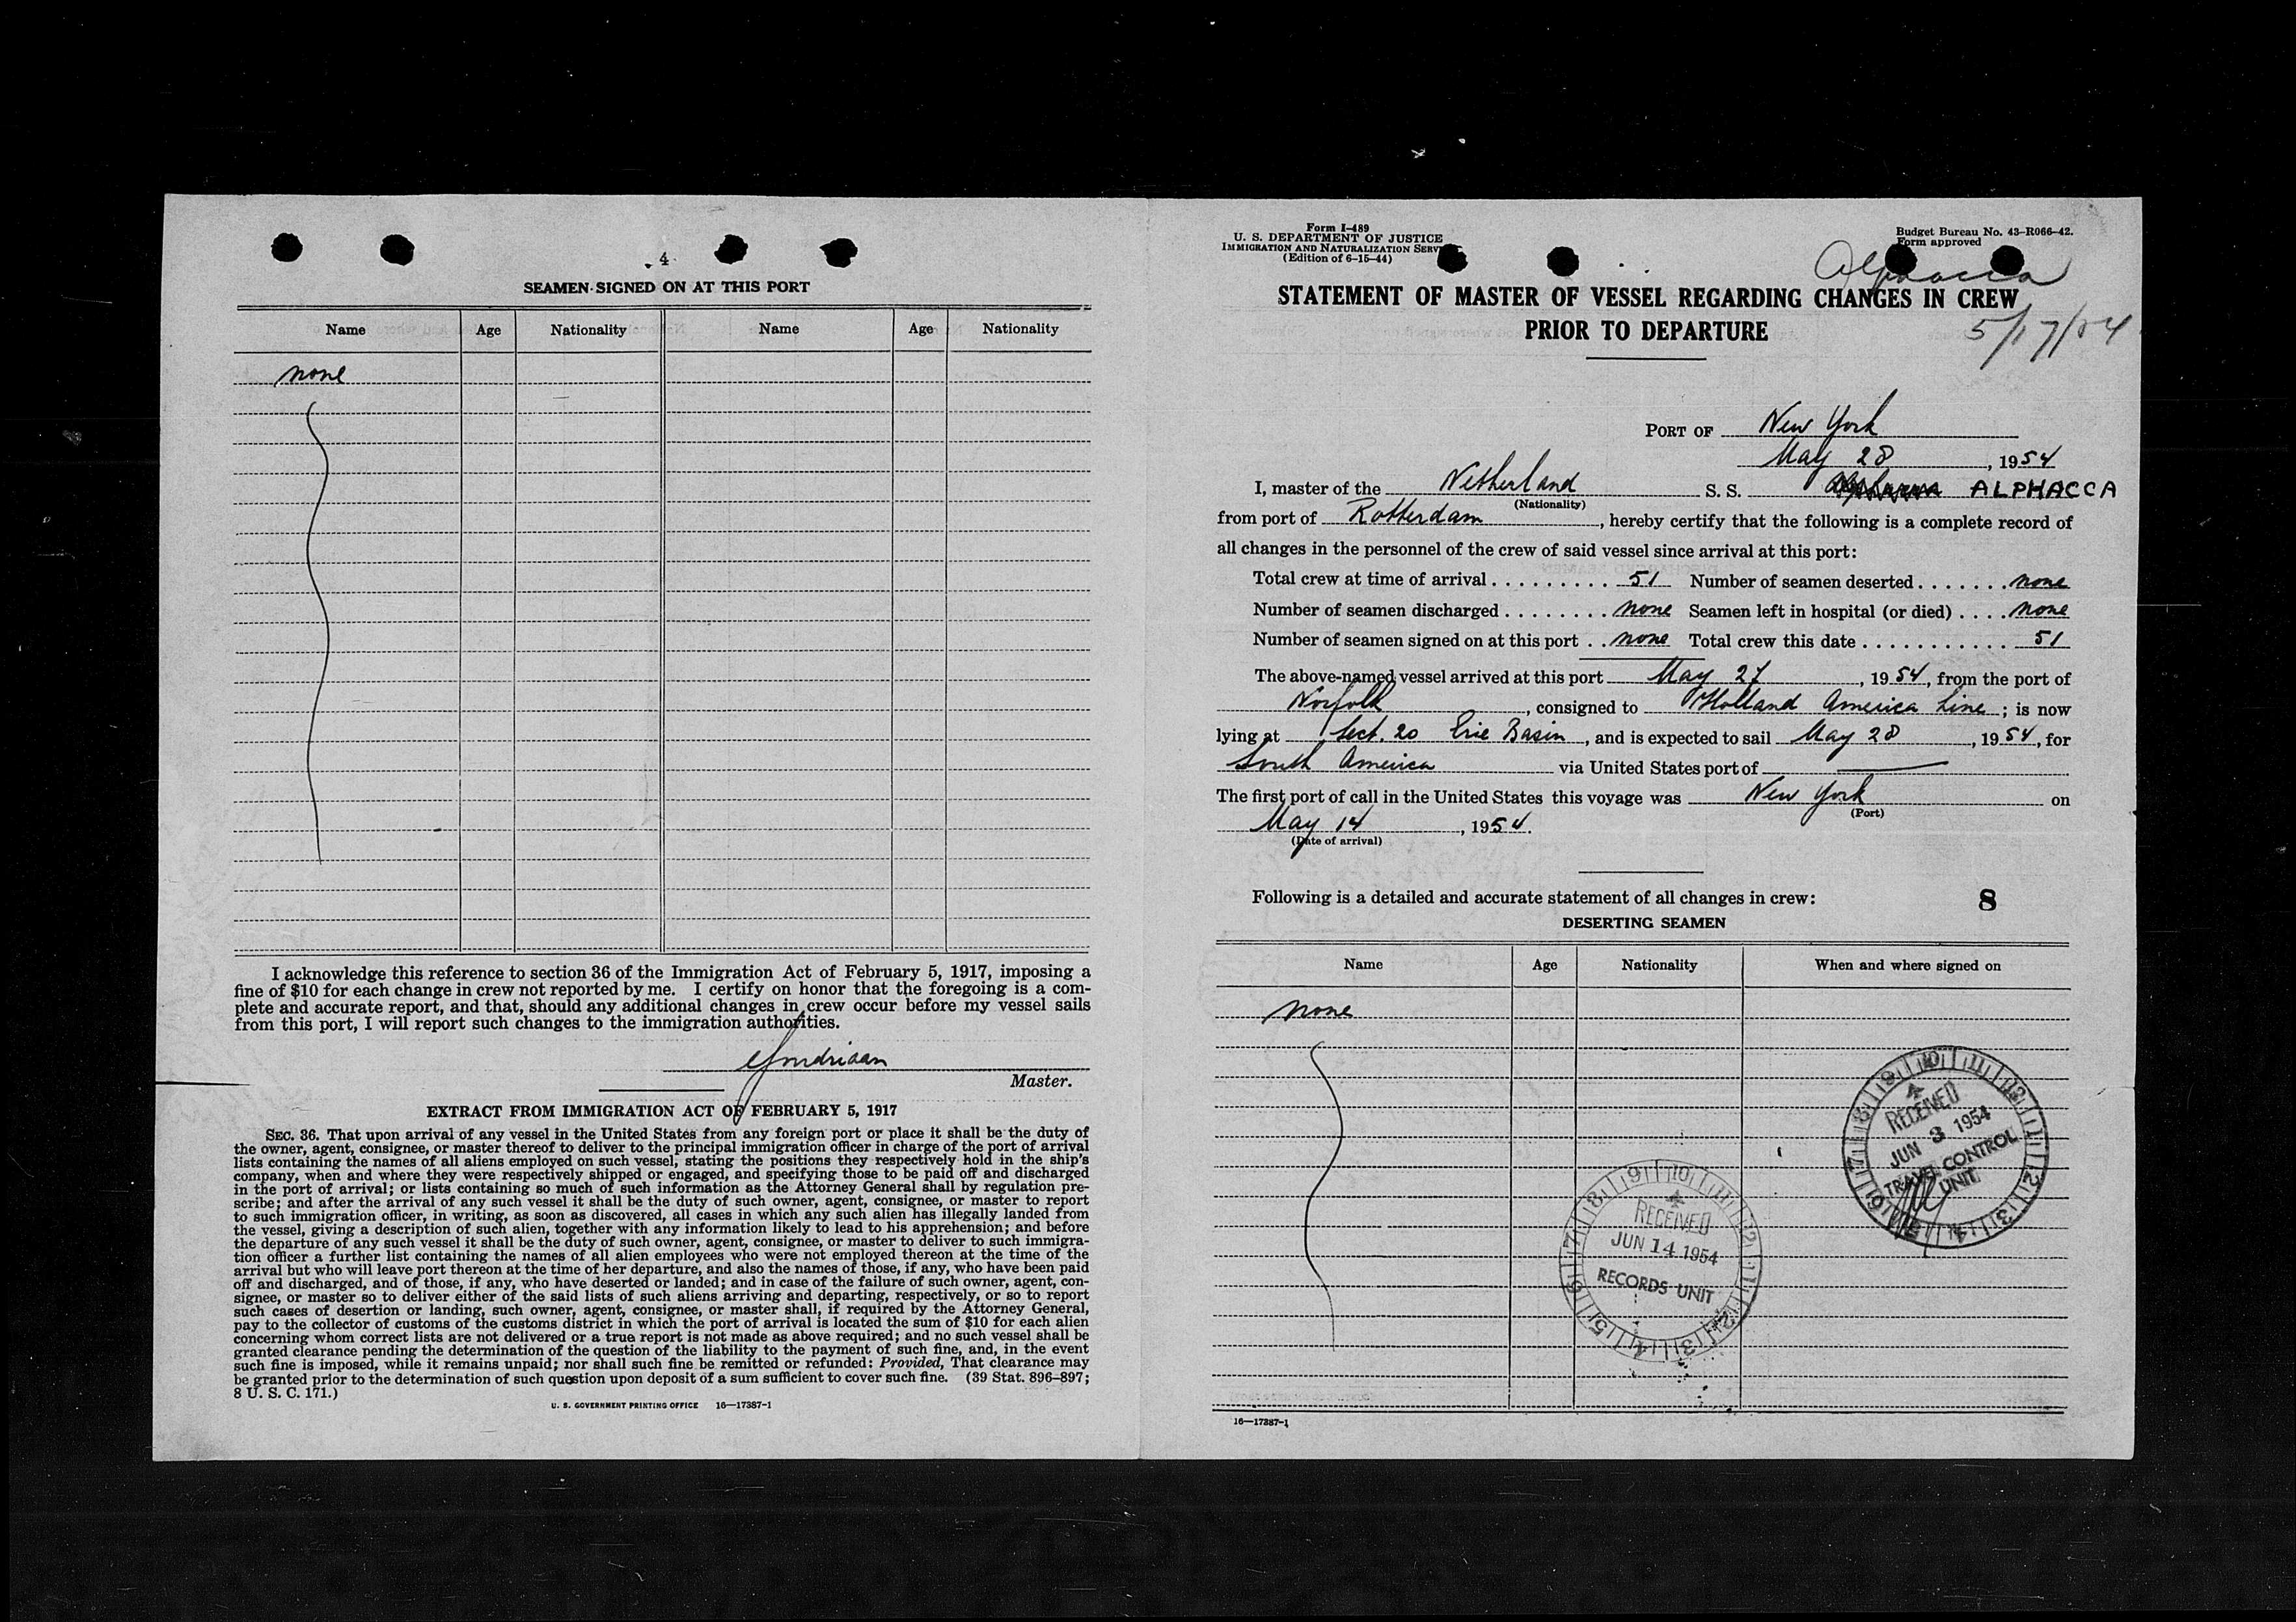 4
SEAMEN SIGNED ON AT THIS PORT
Name Age Nationality Name Age Nationality
none
I acknowledge this reference to section 36 of the Immigration Act of February 5, 1917, imposing a
fine of $10 for each change in crew not reported by me. I certify on honor that the foregoing is a com-
plete and accurate report, and that, should any additional changes in crew occur before my vessel sails
from this port, I will report such changes to the immigration authorities.
Master.
EXTRACT FROM IMMIGRATION ACT OF FEBRUARY 5, 1917
SEC. 36. That upon arrival of any vessel in the United States from any foreign port or place it shall be the duty of
the owner, agent, consignee, or master thereof to deliver to the principal immigration officer in charge of the port of arrival
lists containing the names of all aliens employed on such vessel, stating the positions they respectively hold in the ship's
company, when and where they were respectively shipped or engaged, and specifying those to be paid off and discharged
in the port of arrival; or lists containing so much of such information as the Attorney General shall by regulation pre-
scribe; and after the arrival of any such vessel it shall be the duty of such owner, agent, consignee, or master to report
to such immigration officer, in writing, as soon as discovered, all cases in which any such alien has illegally landed from
the vessel, giving a description of such alien, together with any information likely to lead to his apprehension; and before
the departure of any such vessel it shall be the duty of such owner, agent, consignee, or master to deliver to such immigra-
tion officer a further list containing the names of all alien employees who were not employed thereon at the time of the
arrival but who will leave port thereon at the time of her departure, and also the names of those, if any, who have been paid
off and discharged, and of those, if any, who have deserted or landed; and in case of the failure of such owner, agent, con-
signee, or master so to deliver either of the said lists of such aliens arriving and departing, respectively, or so to report
such cases of desertion or landing, such owner, agent, consignee, or master shall, if required by the Attorney General,
pay to the collector of customs of the customs district in which the port of arrival is located the sum of $10 for each alien
concerning whom correct lists are not delivered or a true report is not made as above required; and no such vessel shall be
granted clearance pending the determination of the question of the liability to the payment of such fine, and, in the event
such fine is imposed, while it remains unpaid; nor shall such fine be remitted or refunded: Provided, That clearance may
be granted prior to the determination of such question upon deposit of a sum sufficient to cover such fine. (39 Stat. 896-897;
8 U. S. C. 171.)
U. S. GOVERNMENT PRINTING OFFICE 16—17387-1
Form I-489
U. S. DEPARTMENT OF JUSTICE
IMMIGRATION AND NATURALIZATION SERV
(Edition of 6-15-44)
Budget Bureau No. 43-R066-42.
Form approved
Alphacca
STATEMENT OF MASTER OF VESSEL REGARDING CHANGES IN CREW
PRIOR TO DEPARTURE
5/17/54
PORT OF New York
May 28, 1954
I, master of the Netherland S. S. ALPHACCA
(Nationality)
from port of Rotterdam, hereby certify that the following is a complete record of
all changes in the personnel of the crew of said vessel since arrival at this port:
Total crew at time of arrival . . . . . . . . . 51 Number of seamen deserted . . . . . . . none
Number of seamen discharged . . . . . . . . none Seamen left in hospital (or died) . . . . none
Number of seamen signed on at this port . . none Total crew this date . . . . . . . . . . . 51
The above-named vessel arrived at this port May 27, 1954, from the port of
Norfolk, consigned to Holland America Line; is now
lying at Sect. 20 Erie Basin, and is expected to sail May 28, 1954, for
South America via United States port of
The first port of call in the United States this voyage was New York on
(Port)
May 14, 1954.
(Date of arrival)
Following is a detailed and accurate statement of all changes in crew: 8
DESERTING SEAMEN
Name Age Nationality When and where signed on
none
RECEIVED
JUN 3 1954
TRAVEL CONTROL
UNIT
RECEIVED
JUN 14 1954
RECORDS UNIT
16—17387-1